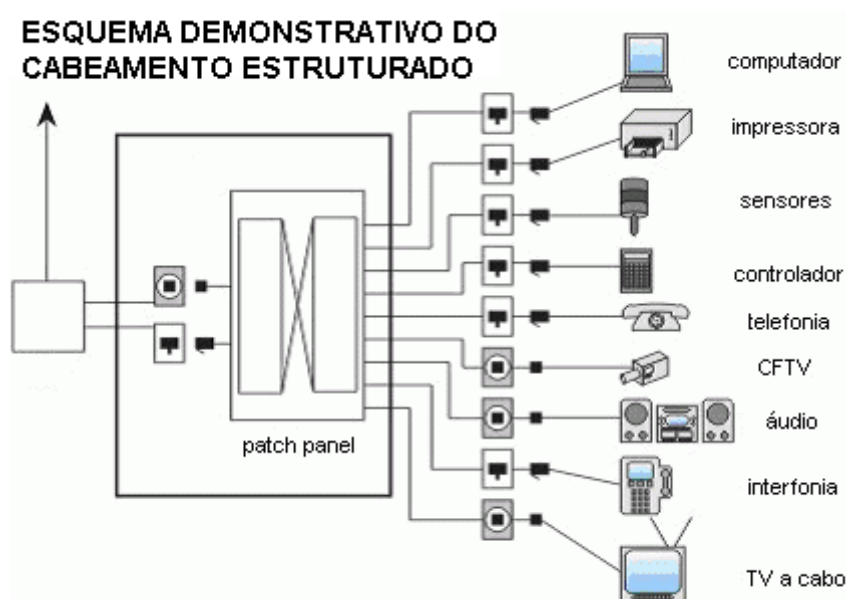 ESQUEMA DEMONSTRATIVO DO
CABEAMENTO ESTRUTURADO
computador
impressora
sensores
controlador
telefonia
CFTV
áudio
patch panel
interfonia
TV a cabo